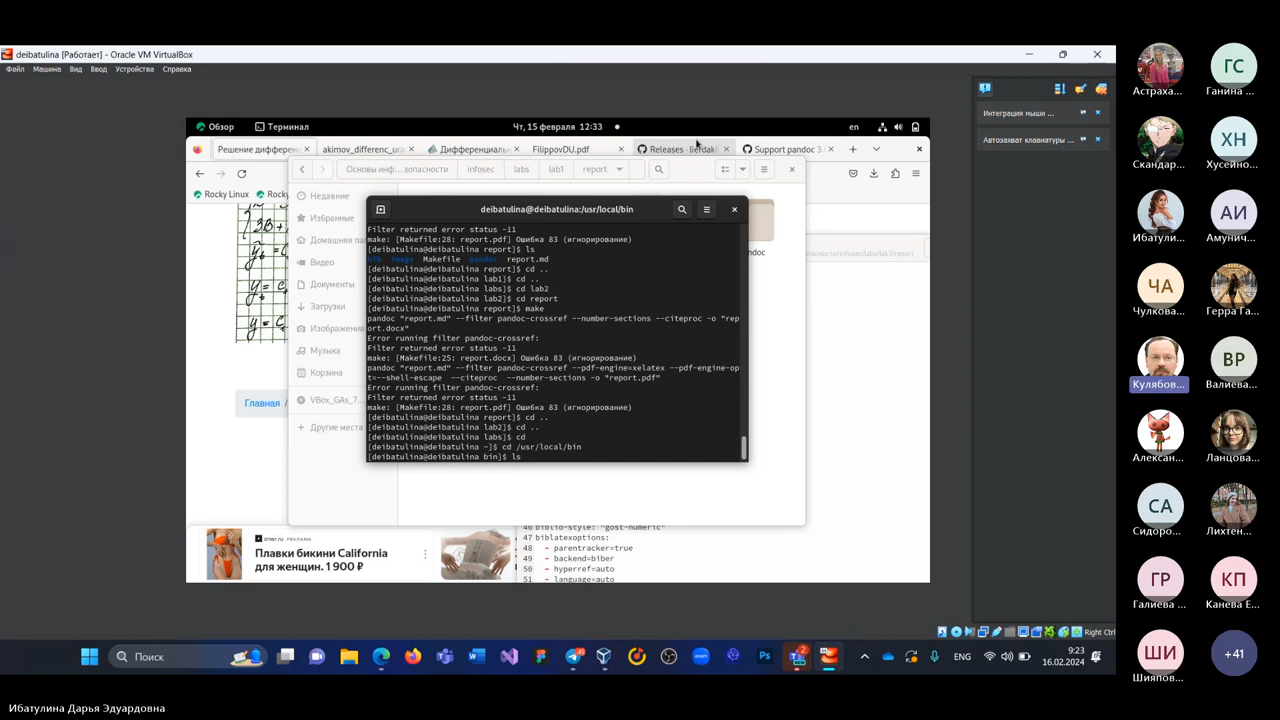 deibatulina [Работает] - Oracle VM VirtualBox
Файл Машина Вид Ввод Устройства Справка
Обзор Терминал Чт, 15 февраля 12:33 en
Решение диффере akimov_differenc_ura Дифференциаль FilippovDU.pdf Releases · lierdaki Support pandoc 3.
Rocky Linux Rocky
Основы инф...зопасности infosec labs lab1 report
Недавние
Избранные
Домашняя па
Видео
Документы
Загрузки
Изображения
Музыка
Корзина
VBox_GAs_7...
+ Другие места
deibatulina@deibatulina:/usr/local/bin
Filter returned error status -11
make: [Makefile:28: report.pdf] Ошибка 83 (игнорирование)
[deibatulina@deibatulina report]$ ls
bib image Makefile pandoc report.md
[deibatulina@deibatulina report]$ cd ..
[deibatulina@deibatulina lab1]$ cd ..
[deibatulina@deibatulina labs]$ cd lab2
[deibatulina@deibatulina lab2]$ cd report
[deibatulina@deibatulina report]$ make
pandoc "report.md" --filter pandoc-crossref --number-sections --citeproc -o "rep
ort.docx"
Error running filter pandoc-crossref:
Filter returned error status -11
make: [Makefile:25: report.docx] Ошибка 83 (игнорирование)
pandoc "report.md" --filter pandoc-crossref --pdf-engine=xelatex --pdf-engine-op
t=--shell-escape --citeproc --number-sections -o "report.pdf"
Error running filter pandoc-crossref:
Filter returned error status -11
make: [Makefile:28: report.pdf] Ошибка 83 (игнорирование)
[deibatulina@deibatulina report]$ cd ..
[deibatulina@deibatulina lab2]$ cd ..
[deibatulina@deibatulina labs]$ cd
[deibatulina@deibatulina ~]$ cd /usr/local/bin
[deibatulina@deibatulina bin]$ ls
doc
Главная /
РЕКЛАМА
Плавки бикини California
для женщин. 1 900 ₽
46 biblio-style: "gost-numeric"
47 biblatexoptions:
48 - parentracker=true
49 - backend=biber
50 - hyperref=auto
51 - language=auto
Интеграция мыши ...
Автозахват клавиатуры ...
Right Ctrl
Поиск
ENG
9:23
16.02.2024
Астраха...
ГС
Ганина ...
Скандар...
ХН
Хусейно...
Ибатули...
АИ
Амунич...
ЧА
Чулкова...
Герра Га...
Кулябов...
ВР
Валиева...
Алексан...
Ланцова...
СА
Сидоро...
Лихтен...
ГР
Галиева ...
КП
Канева Е...
ШИ
Шияпов...
+41
Ибатулина Дарья Эдуардовна